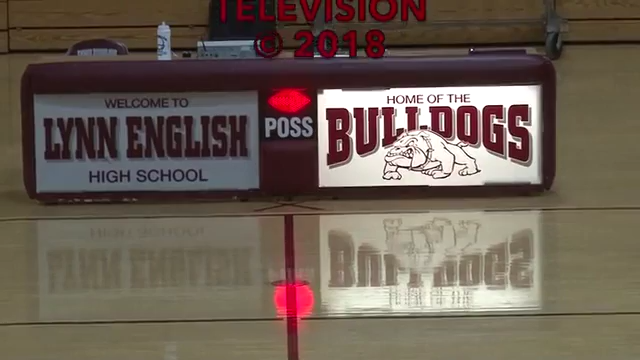 TELEVISION
© 2018
WELCOME TO
LYNN ENGLISH
HIGH SCHOOL
POSS
HOME OF THE
BULLDOGS